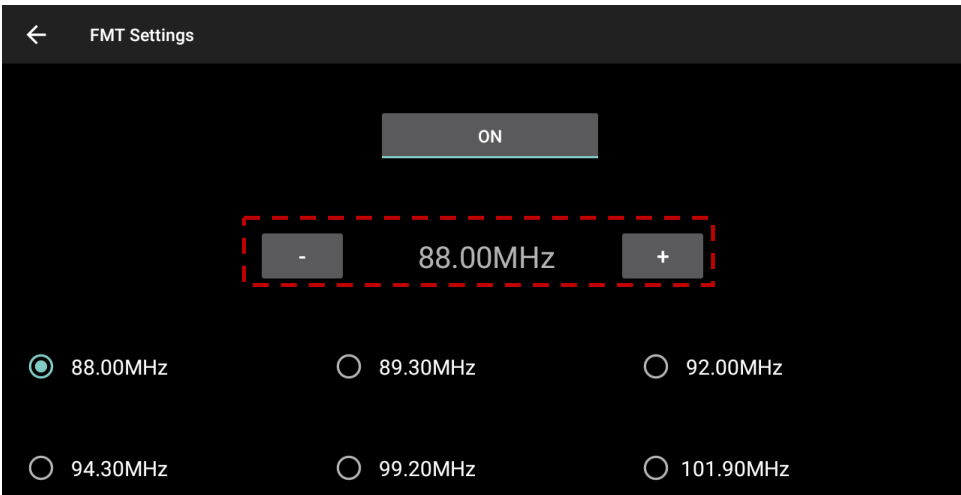 FMT Settings
ON
- 88.00MHz +
88.00MHz 89.30MHz 92.00MHz
94.30MHz 99.20MHz 101.90MHz